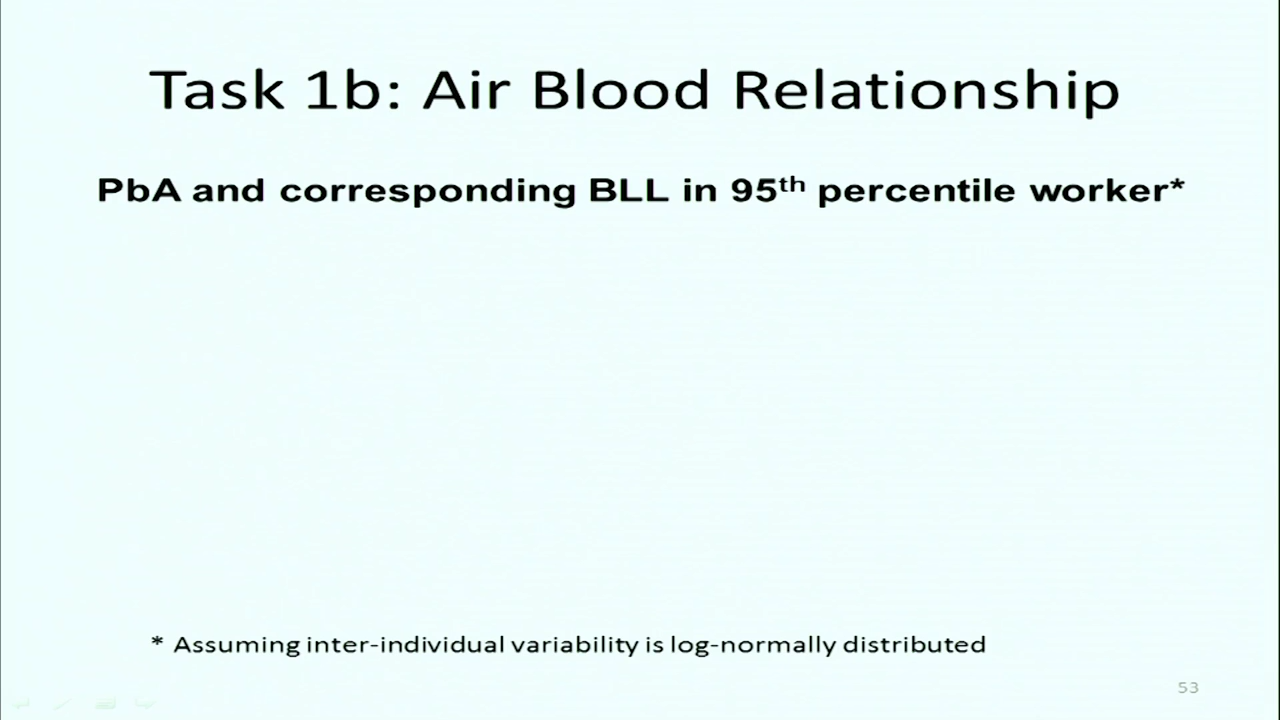 Task 1b: Air Blood Relationship
PbA and corresponding BLL in 95th percentile worker*
* Assuming inter-individual variability is log-normally distributed
53